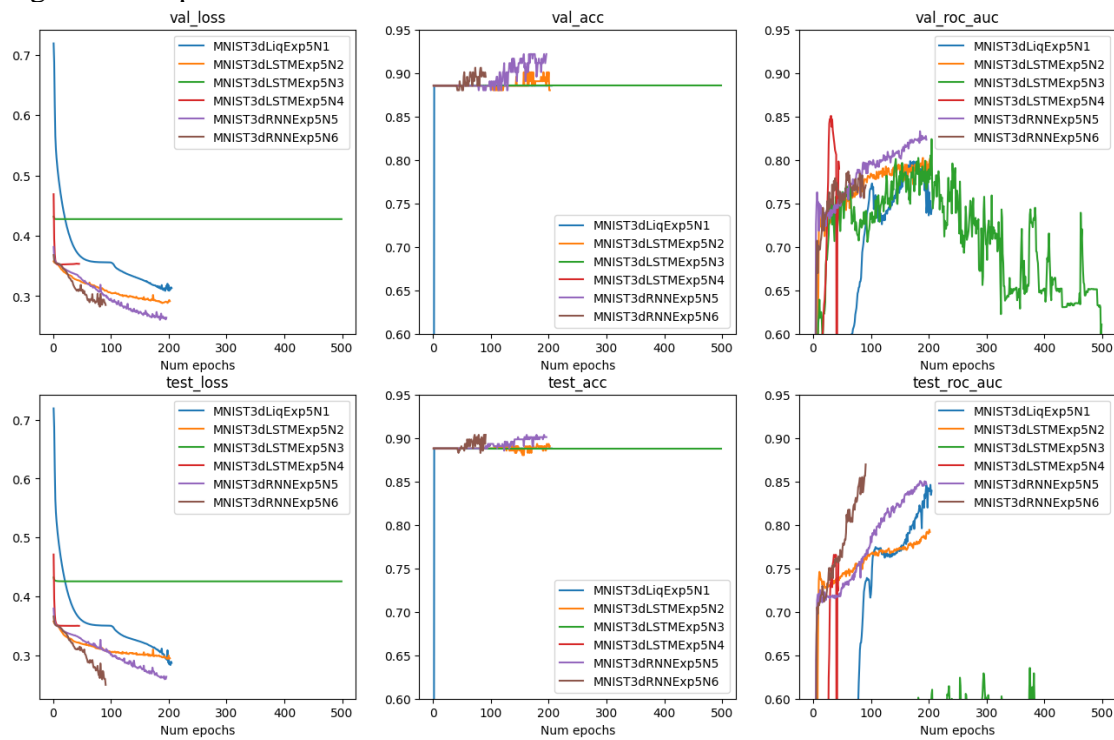 val_loss
0.7
0.6
0.5
0.4
0.3
0
100
200
300
400
500
Num epochs
MNIST3dLiqExp5N1
MNIST3dLSTMExp5N2
MNIST3dLSTMExp5N3
MNIST3dLSTMExp5N4
MNIST3dRNNExp5N5
MNIST3dRNNExp5N6
val_acc
0.95
0.90
0.85
0.80
0.75
0.70
0.65
0.60
0
100
200
300
400
500
Num epochs
MNIST3dLiqExp5N1
MNIST3dLSTMExp5N2
MNIST3dLSTMExp5N3
MNIST3dLSTMExp5N4
MNIST3dRNNExp5N5
MNIST3dRNNExp5N6
val_roc_auc
0.95
0.90
0.85
0.80
0.75
0.70
0.65
0.60
0
100
200
300
400
500
Num epochs
MNIST3dLiqExp5N1
MNIST3dLSTMExp5N2
MNIST3dLSTMExp5N3
MNIST3dLSTMExp5N4
MNIST3dRNNExp5N5
MNIST3dRNNExp5N6
test_loss
0.7
0.6
0.5
0.4
0.3
0
100
200
300
400
500
Num epochs
MNIST3dLiqExp5N1
MNIST3dLSTMExp5N2
MNIST3dLSTMExp5N3
MNIST3dLSTMExp5N4
MNIST3dRNNExp5N5
MNIST3dRNNExp5N6
test_acc
0.95
0.90
0.85
0.80
0.75
0.70
0.65
0.60
0
100
200
300
400
500
Num epochs
MNIST3dLiqExp5N1
MNIST3dLSTMExp5N2
MNIST3dLSTMExp5N3
MNIST3dLSTMExp5N4
MNIST3dRNNExp5N5
MNIST3dRNNExp5N6
test_roc_auc
0.95
0.90
0.85
0.80
0.75
0.70
0.65
0.60
0
100
200
300
400
500
Num epochs
MNIST3dLiqExp5N1
MNIST3dLSTMExp5N2
MNIST3dLSTMExp5N3
MNIST3dLSTMExp5N4
MNIST3dRNNExp5N5
MNIST3dRNNExp5N6